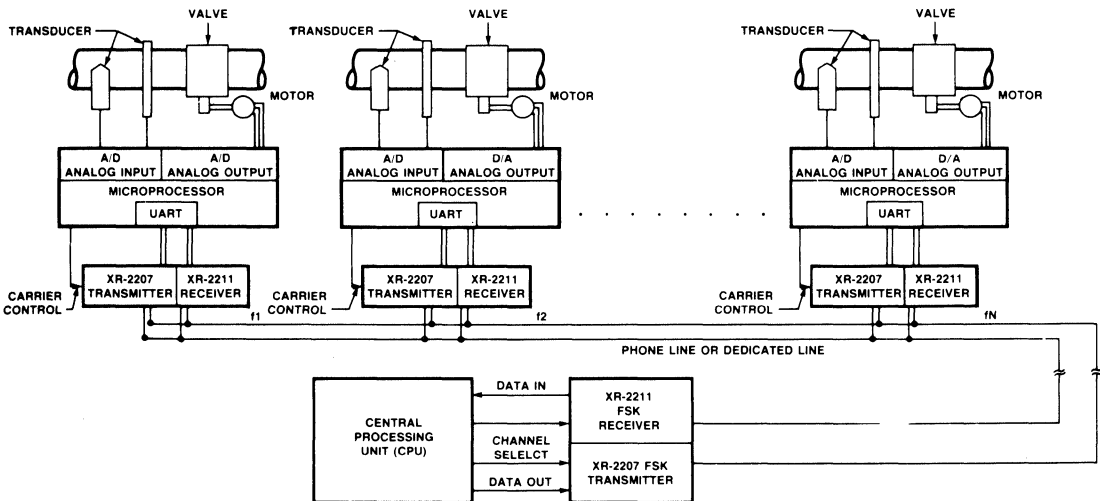 VALVE
TRANSDUCER
MOTOR
A/D
ANALOG INPUT
A/D
ANALOG OUTPUT
MICROPROCESSOR
UART
XR-2207
TRANSMITTER
XR-2211
RECEIVER
CARRIER
CONTROL
f1
VALVE
TRANSDUCER
MOTOR
A/D
ANALOG INPUT
D/A
ANALOG OUTPUT
MICROPROCESSOR
UART
XR-2207
TRANSMITTER
XR-2211
RECEIVER
CARRIER
CONTROL
f2
VALVE
TRANSDUCER
MOTOR
A/D
ANALOG INPUT
D/A
ANALOG OUTPUT
MICROPROCESSOR
UART
XR-2207
TRANSMITTER
XR-2211
RECEIVER
CARRIER
CONTROL
fN
PHONE LINE OR DEDICATED LINE
CENTRAL
PROCESSING
UNIT (CPU)
DATA IN
CHANNEL
SELELCT
DATA OUT
XR-2211
FSK
RECEIVER
XR-2207 FSK
TRANSMITTER